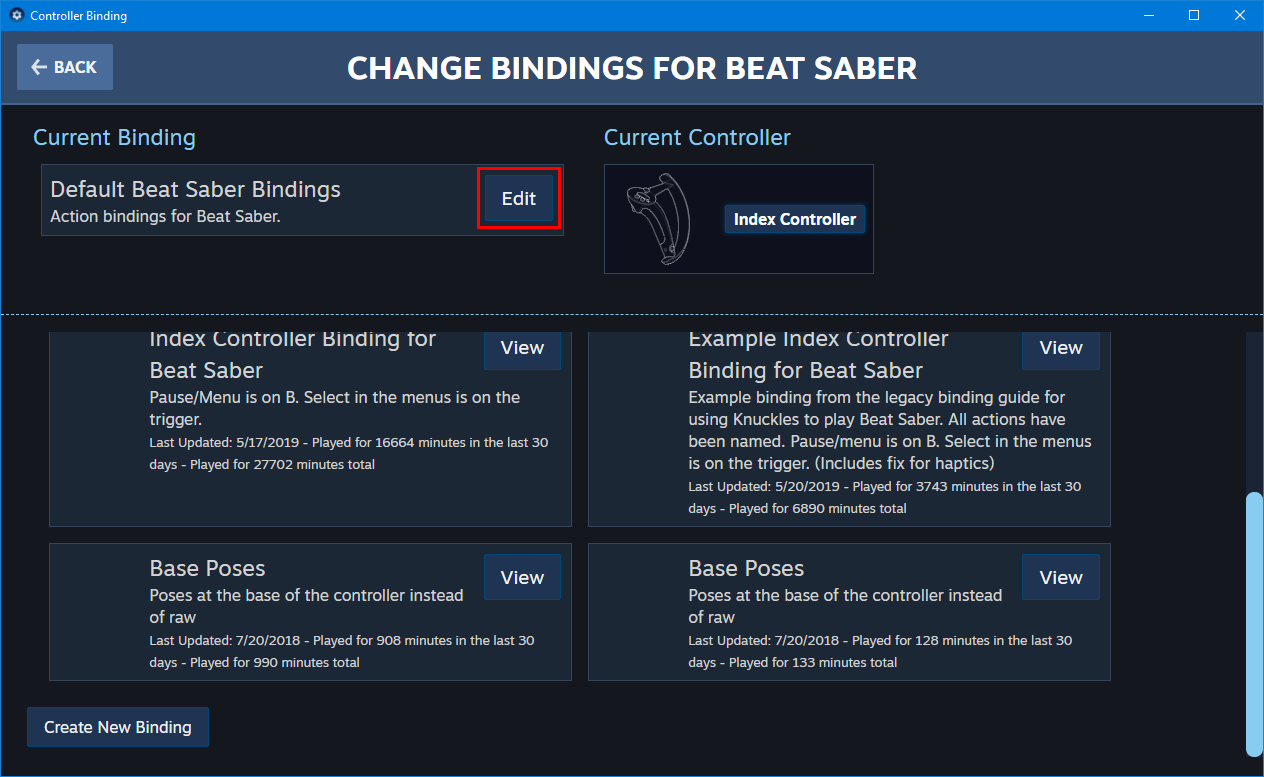 Controller Binding
BACK
CHANGE BINDINGS FOR BEAT SABER
Current Binding
Default Beat Saber Bindings
Action bindings for Beat Saber.
Edit
Current Controller
Index Controller
Index Controller Binding for
Beat Saber
View
Pause/Menu is on B. Select in the menus is on the
trigger.
Last Updated: 5/17/2019 - Played for 16664 minutes in the last 30
days - Played for 27702 minutes total
Example Index Controller
Binding for Beat Saber
View
Example binding from the legacy binding guide for
using Knuckles to play Beat Saber. All actions have
been named. Pause/menu is on B. Select in the menus
is on the trigger. (Includes fix for haptics)
Last Updated: 5/20/2019 - Played for 3743 minutes in the last 30
days - Played for 6890 minutes total
Base Poses
View
Poses at the base of the controller instead
of raw
Last Updated: 7/20/2018 - Played for 908 minutes in the last 30
days - Played for 990 minutes total
Base Poses
View
Poses at the base of the controller instead
of raw
Last Updated: 7/20/2018 - Played for 128 minutes in the last 30
days - Played for 133 minutes total
Create New Binding